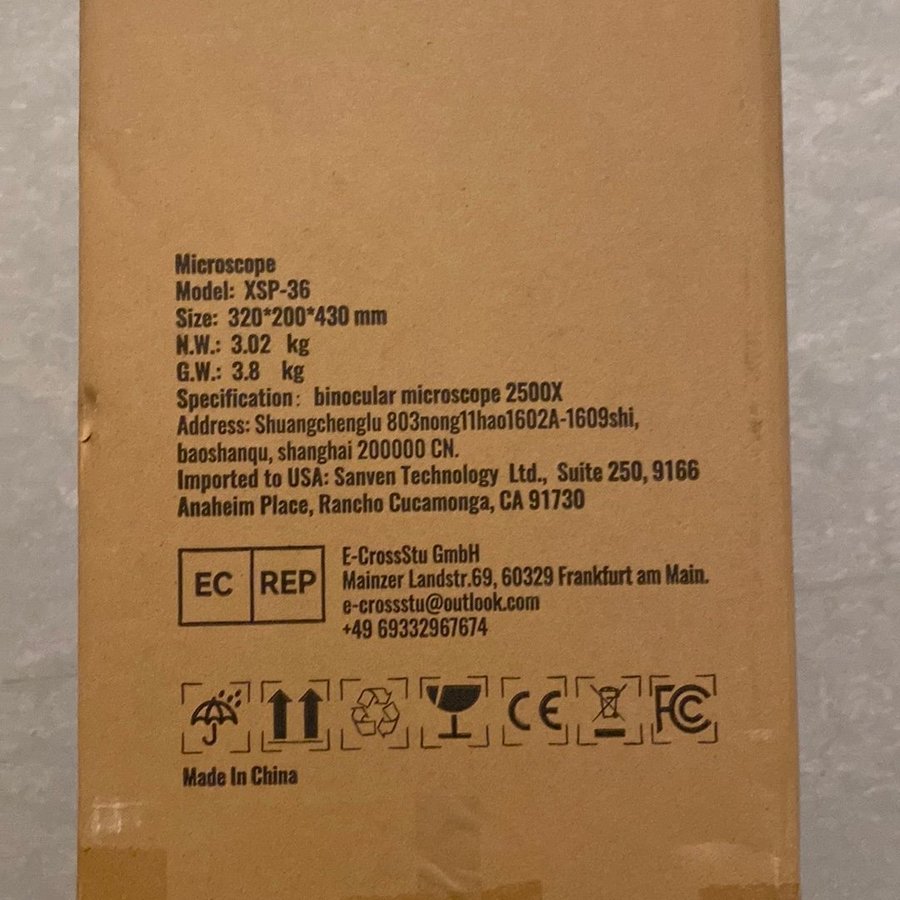 Microscope
Model: XSP-36
Size: 320*200*430 mm
N.W.: 3.02 kg
G.W.: 3.8 kg
Specification: binocular microscope 2500X
Address: Shuangchenglu 803nong11hao1602A-1609shi,
baoshanqu, shanghai 200000 CN.
Imported to USA: Sanven Technology Ltd., Suite 250, 9166
Anaheim Place, Rancho Cucamonga, CA 91730
EC REP
E-CrossStu GmbH
Mainzer Landstr.69, 60329 Frankfurt am Main.
e-crossstu@outlook.com
+49 69332967674
CE FC
Made In China